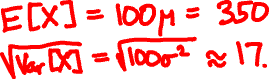 E[X] = 100μ = 350
√Var[X] = √100σ² ≈ 17.